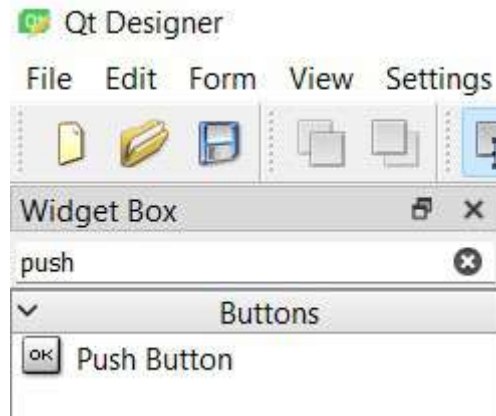 Qt Designer
File Edit Form View Settings
Widget Box
push
Buttons
OK Push Button